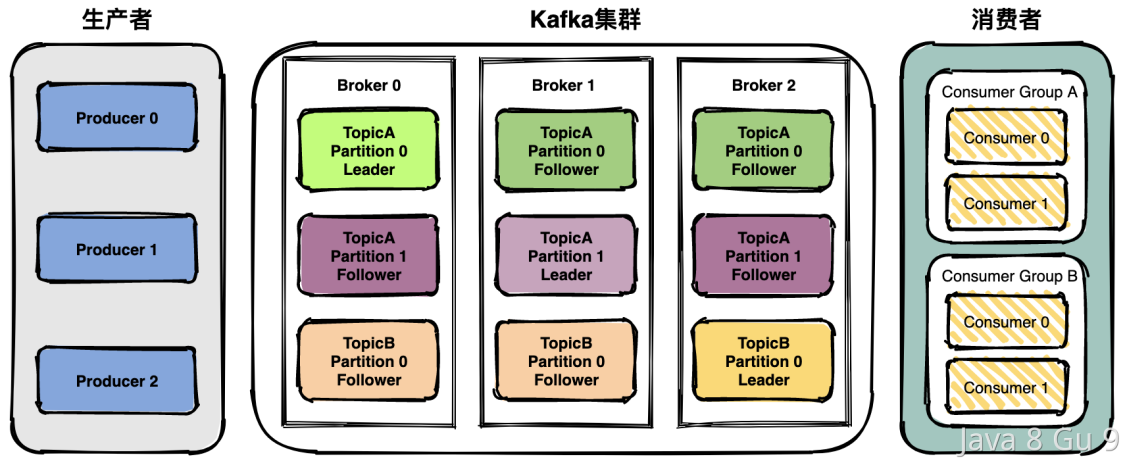 生产者
Producer 0
Producer 1
Producer 2
Kafka集群
Broker 0
TopicA
Partition 0
Leader
TopicA
Partition 1
Follower
TopicB
Partition 0
Follower
Broker 1
TopicA
Partition 0
Follower
TopicA
Partition 1
Leader
TopicB
Partition 0
Follower
Broker 2
TopicA
Partition 0
Follower
TopicA
Partition 1
Follower
TopicB
Partition 0
Leader
消费者
Consumer Group A
Consumer 0
Consumer 1
Consumer Group B
Consumer 0
Consumer 1
Java 8 Gu 9